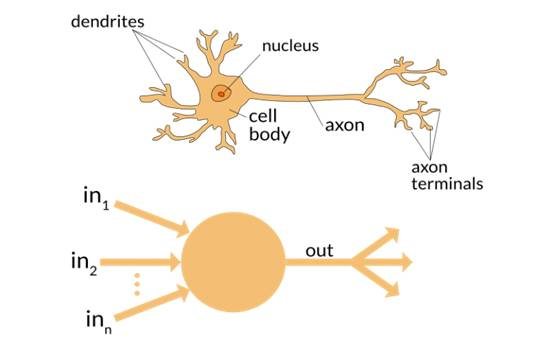 dendrites
nucleus
cell
body
axon
axon
terminals
in1
in2
out
inn